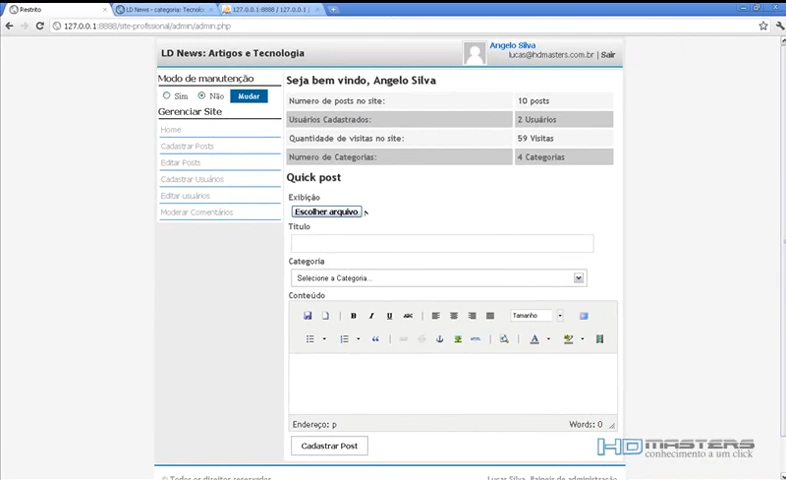 Restrito
LD News - categoria: Tecnolo
127.0.0.1:8888 / 127.0.0.1 /
127.0.0.1:8888/site-profissional/admin/admin.php
LD News: Artigos e Tecnologia
Angelo Silva
lucas@hdmasters.com.br | Sair
Modo de manutenção
Sim Não Mudar
Gerenciar Site
Home
Cadastrar Posts
Editar Posts
Cadastrar Usuários
Editar usuários
Moderar Comentários
Seja bem vindo, Angelo Silva
Numero de posts no site: 10 posts
Usuários Cadastrados: 2 Usuários
Quantidade de visitas no site: 59 Visitas
Numero de Categorias: 4 Categorias
Quick post
Exibição
Escolher arquivo
Título
Categoria
Selecione a Categoria...
Conteúdo
B I U ABC Tamanho
HTML
Endereço: p Words: 0
Cadastrar Post
HDMASTERS
conhecimento a um click
© Todos os direitos reservados
Lucas Silva, Paineis de administração